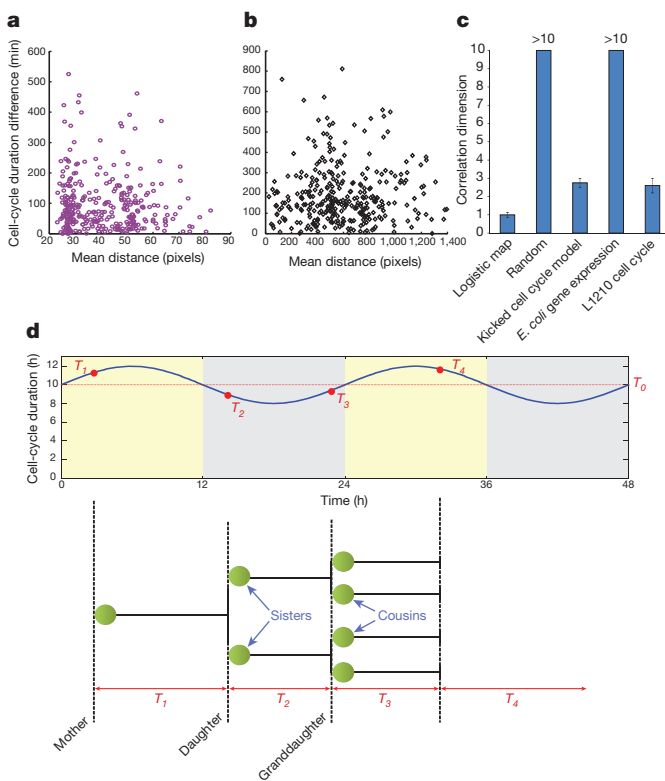 a
Cell-cycle duration difference (min)
600
500
400
300
200
100
0
20 30 40 50 60 70 80 90
Mean distance (pixels)
b
900
800
700
600
500
400
300
200
100
0
0 200 400 600 800 1,000 1,400
Mean distance (pixels)
c
>10 >10
Correlation dimension
10
9
8
7
6
5
4
3
2
1
Logistic map
Random
Kicked cell cycle model
E. coli gene expression
L1210 cell cycle
d
Cell-cycle duration (h)
12
10
8
6
4
2
0
T1
T2
T3
T4
T0
0 12 24 36 48
Time (h)
Sisters
Cousins
T1 T2 T3 T4
Mother
Daughter
Granddaughter